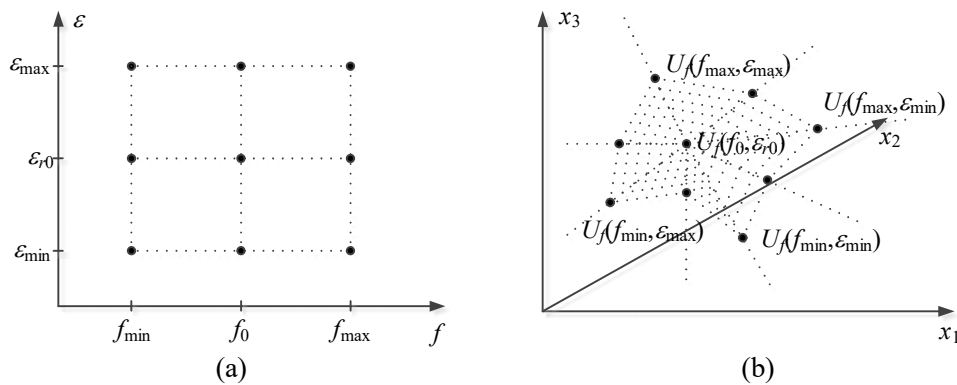 ε
ε_max
ε_r0
ε_min
f_min f_0 f_max f
(a)
x_3
U_f(f_max,ε_max)
U_f(f_max,ε_min)
x_2
U_f(f_0,ε_r0)
U_f(f_min,ε_max)
U_f(f_min,ε_min)
x_1
(b)